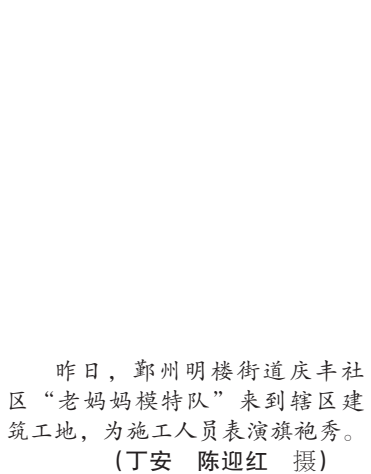 昨日，鄞州明楼街道庆丰社
区“老妈妈模特队”来到辖区建
筑工地，为施工人员表演旗袍秀。
（丁安　陈迎红　摄）